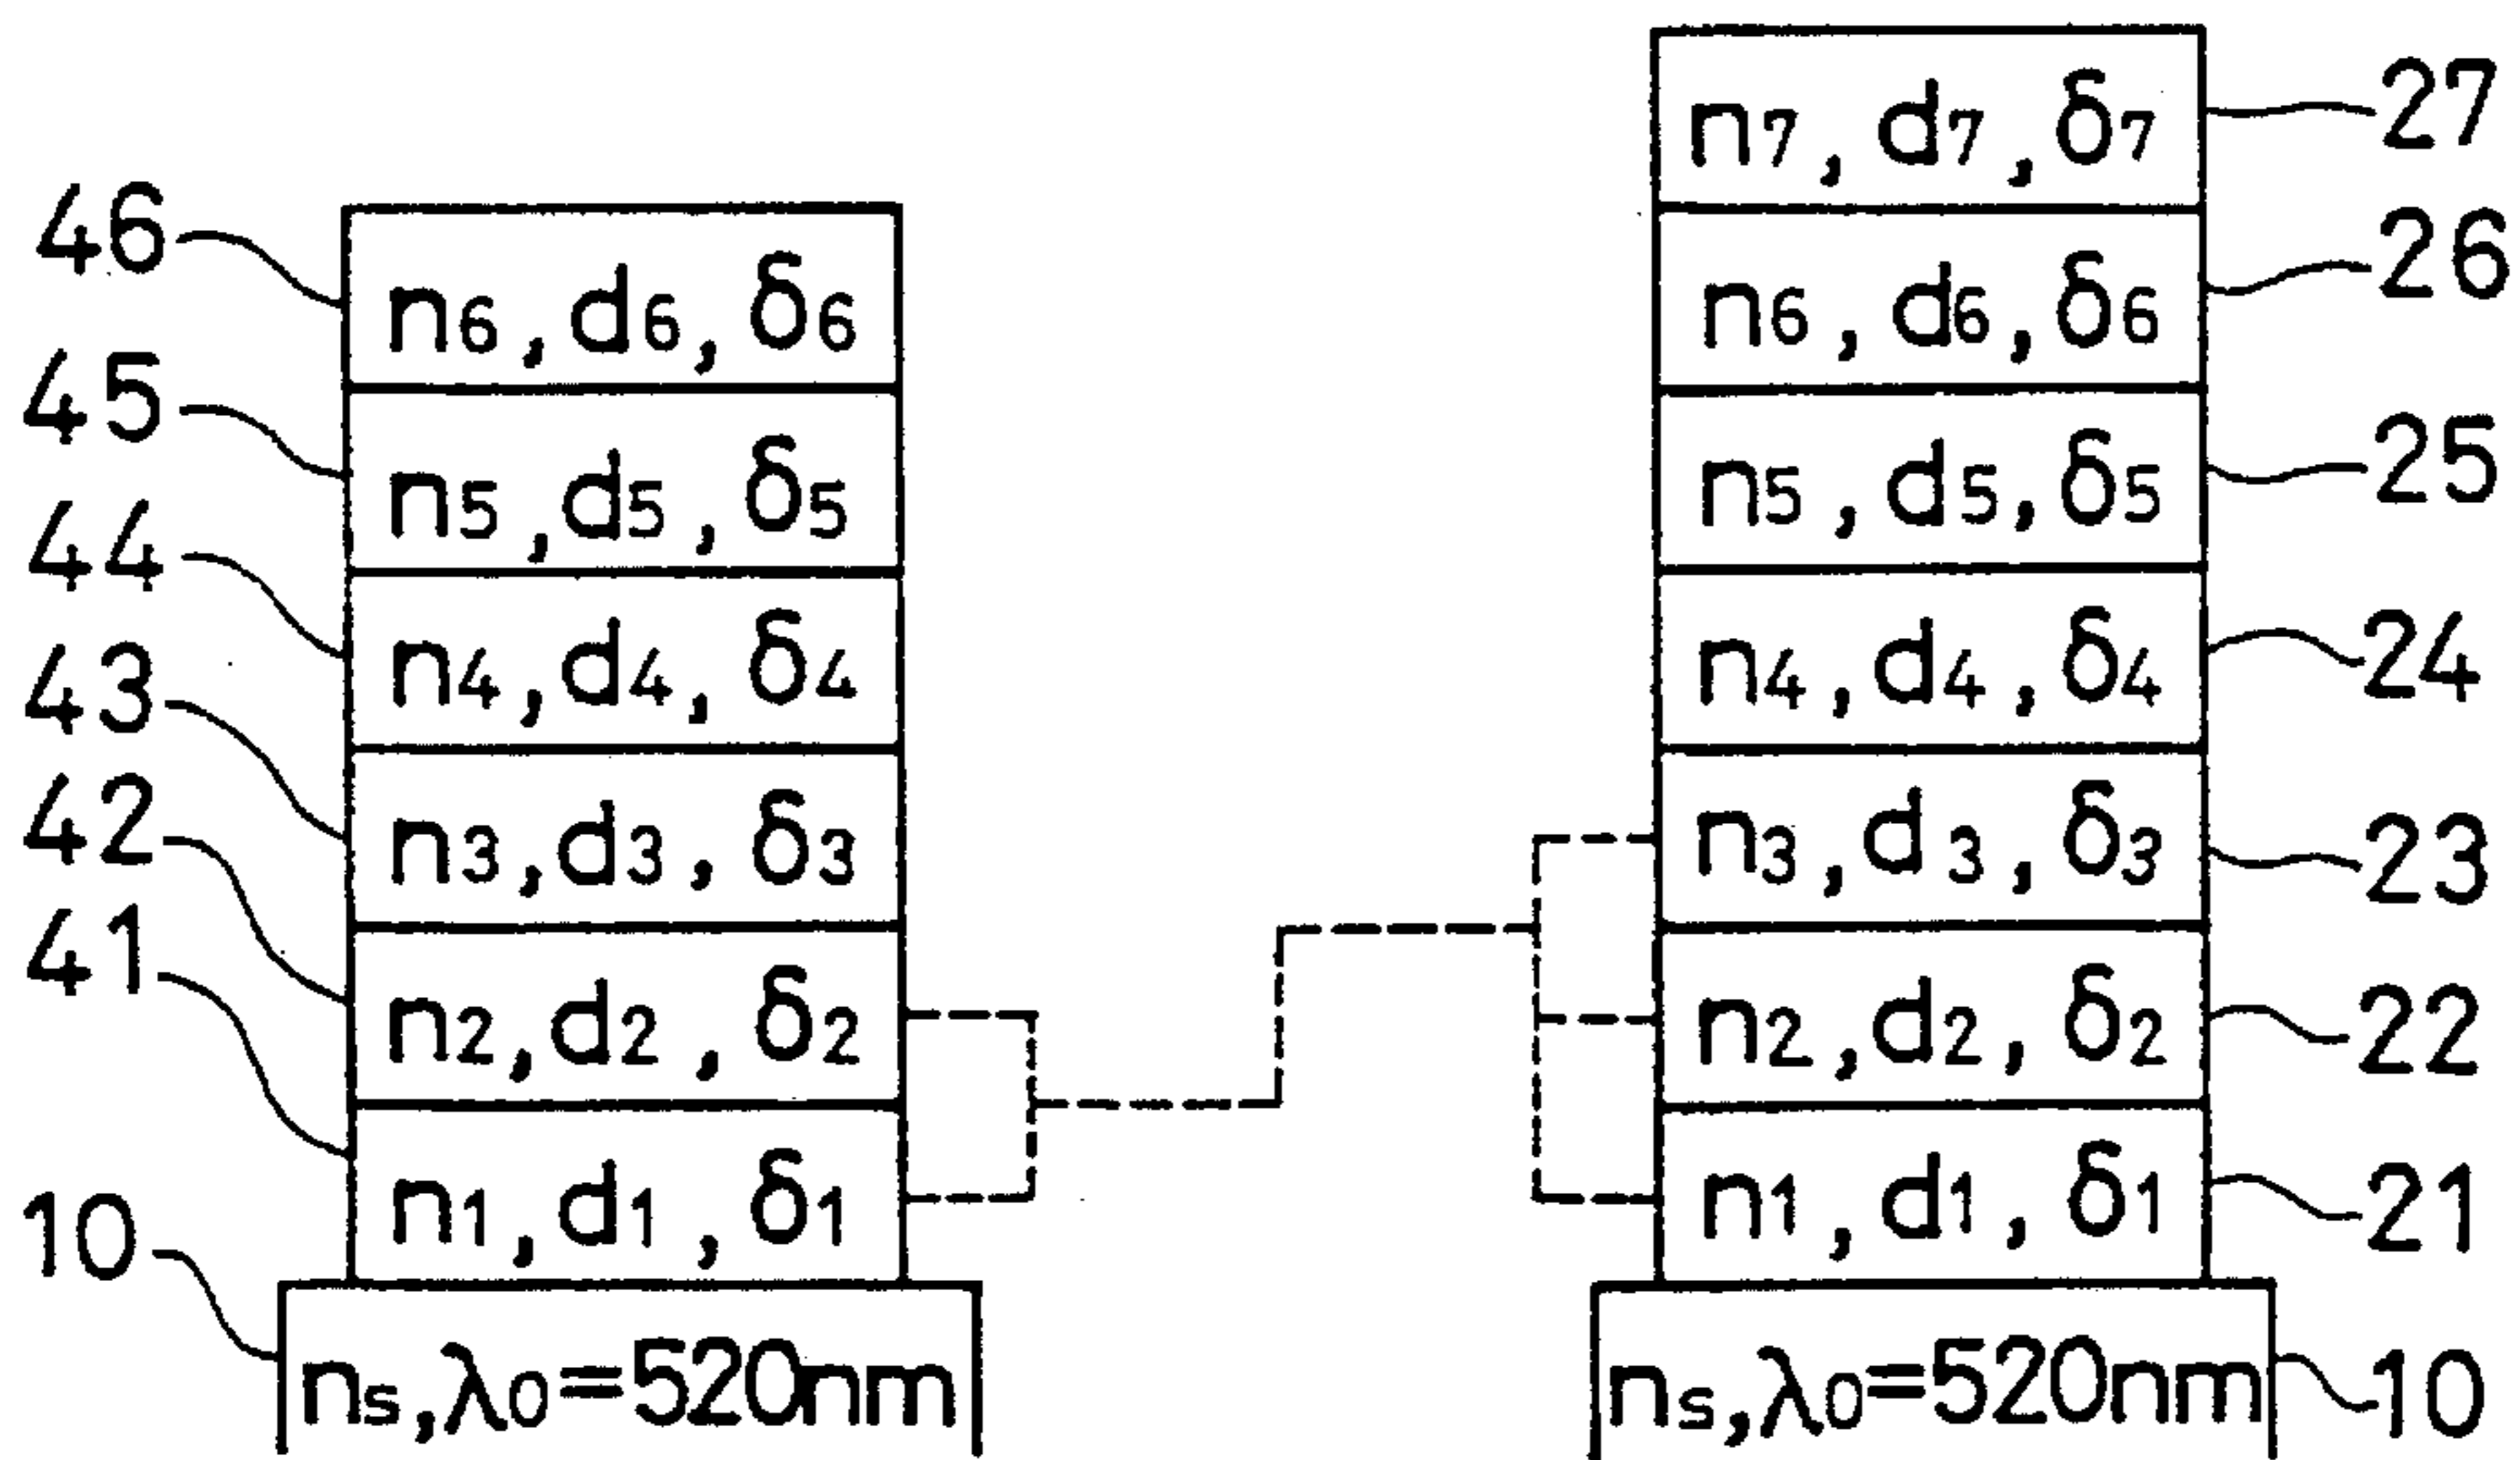 46
n6, d6, δ6
45
n5, d5, δ5
44
n4, d4, δ4
43
n3, d3, δ3
42
n2, d2, δ2
41
n1, d1, δ1
10
ns, λ0=520nm
n7, d7, δ7
27
n6, d6, δ6
26
n5, d5, δ5
25
n4, d4, δ4
24
n3, d3, δ3
23
n2, d2, δ2
22
n1, d1, δ1
21
ns, λ0=520nm
10